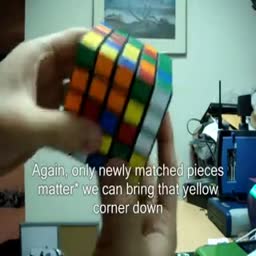 Again, only newly matched pieces
matter* we can bring that yellow
corner down